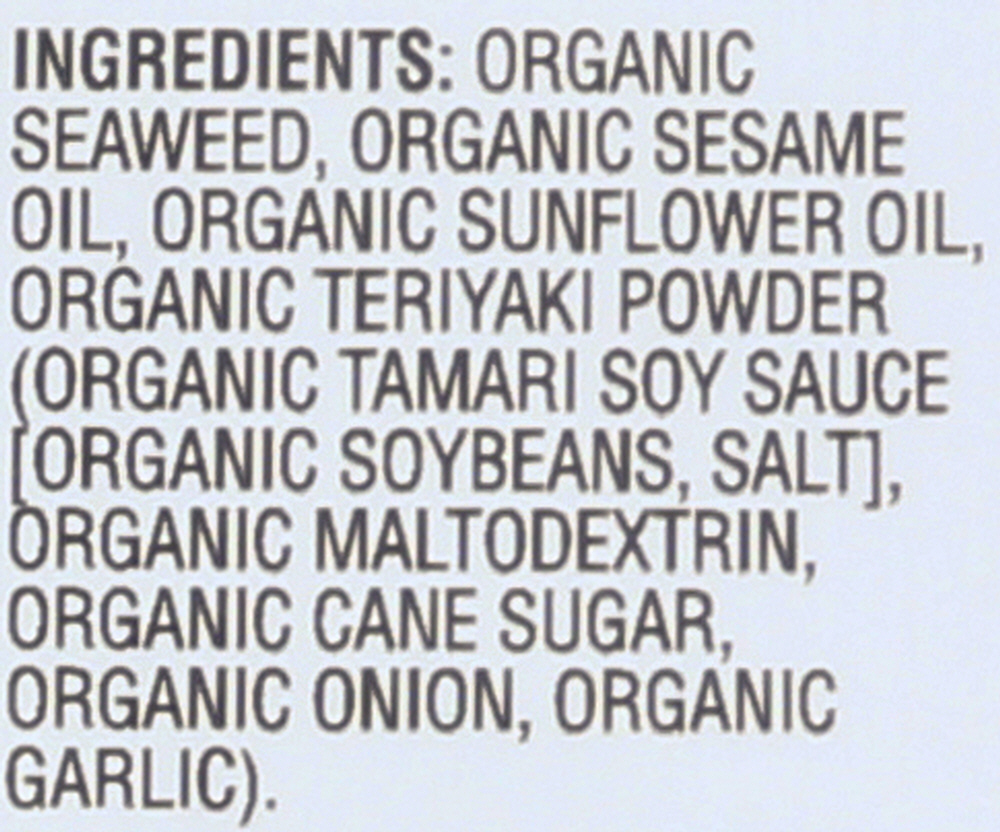 INGREDIENTS: ORGANIC
SEAWEED, ORGANIC SESAME
OIL, ORGANIC SUNFLOWER OIL,
ORGANIC TERIYAKI POWDER
(ORGANIC TAMARI SOY SAUCE
[ORGANIC SOYBEANS, SALT],
ORGANIC MALTODEXTRIN,
ORGANIC CANE SUGAR,
ORGANIC ONION, ORGANIC
GARLIC).